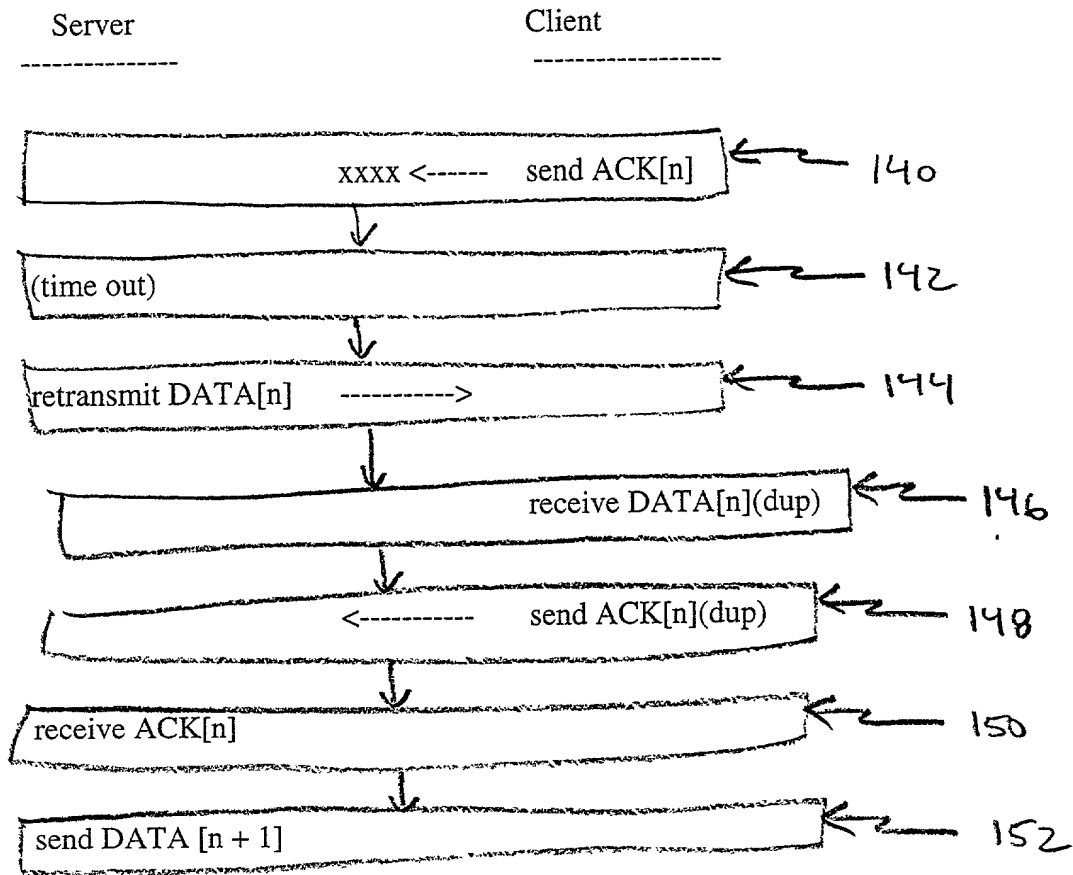 Server Client
--------------- ------------------
xxxx <------ send ACK[n] 140
(time out) 142
retransmit DATA[n] -----------> 144
receive DATA[n](dup) 146
<----------- send ACK[n](dup) 148
receive ACK[n] 150
send DATA [n + 1] 152